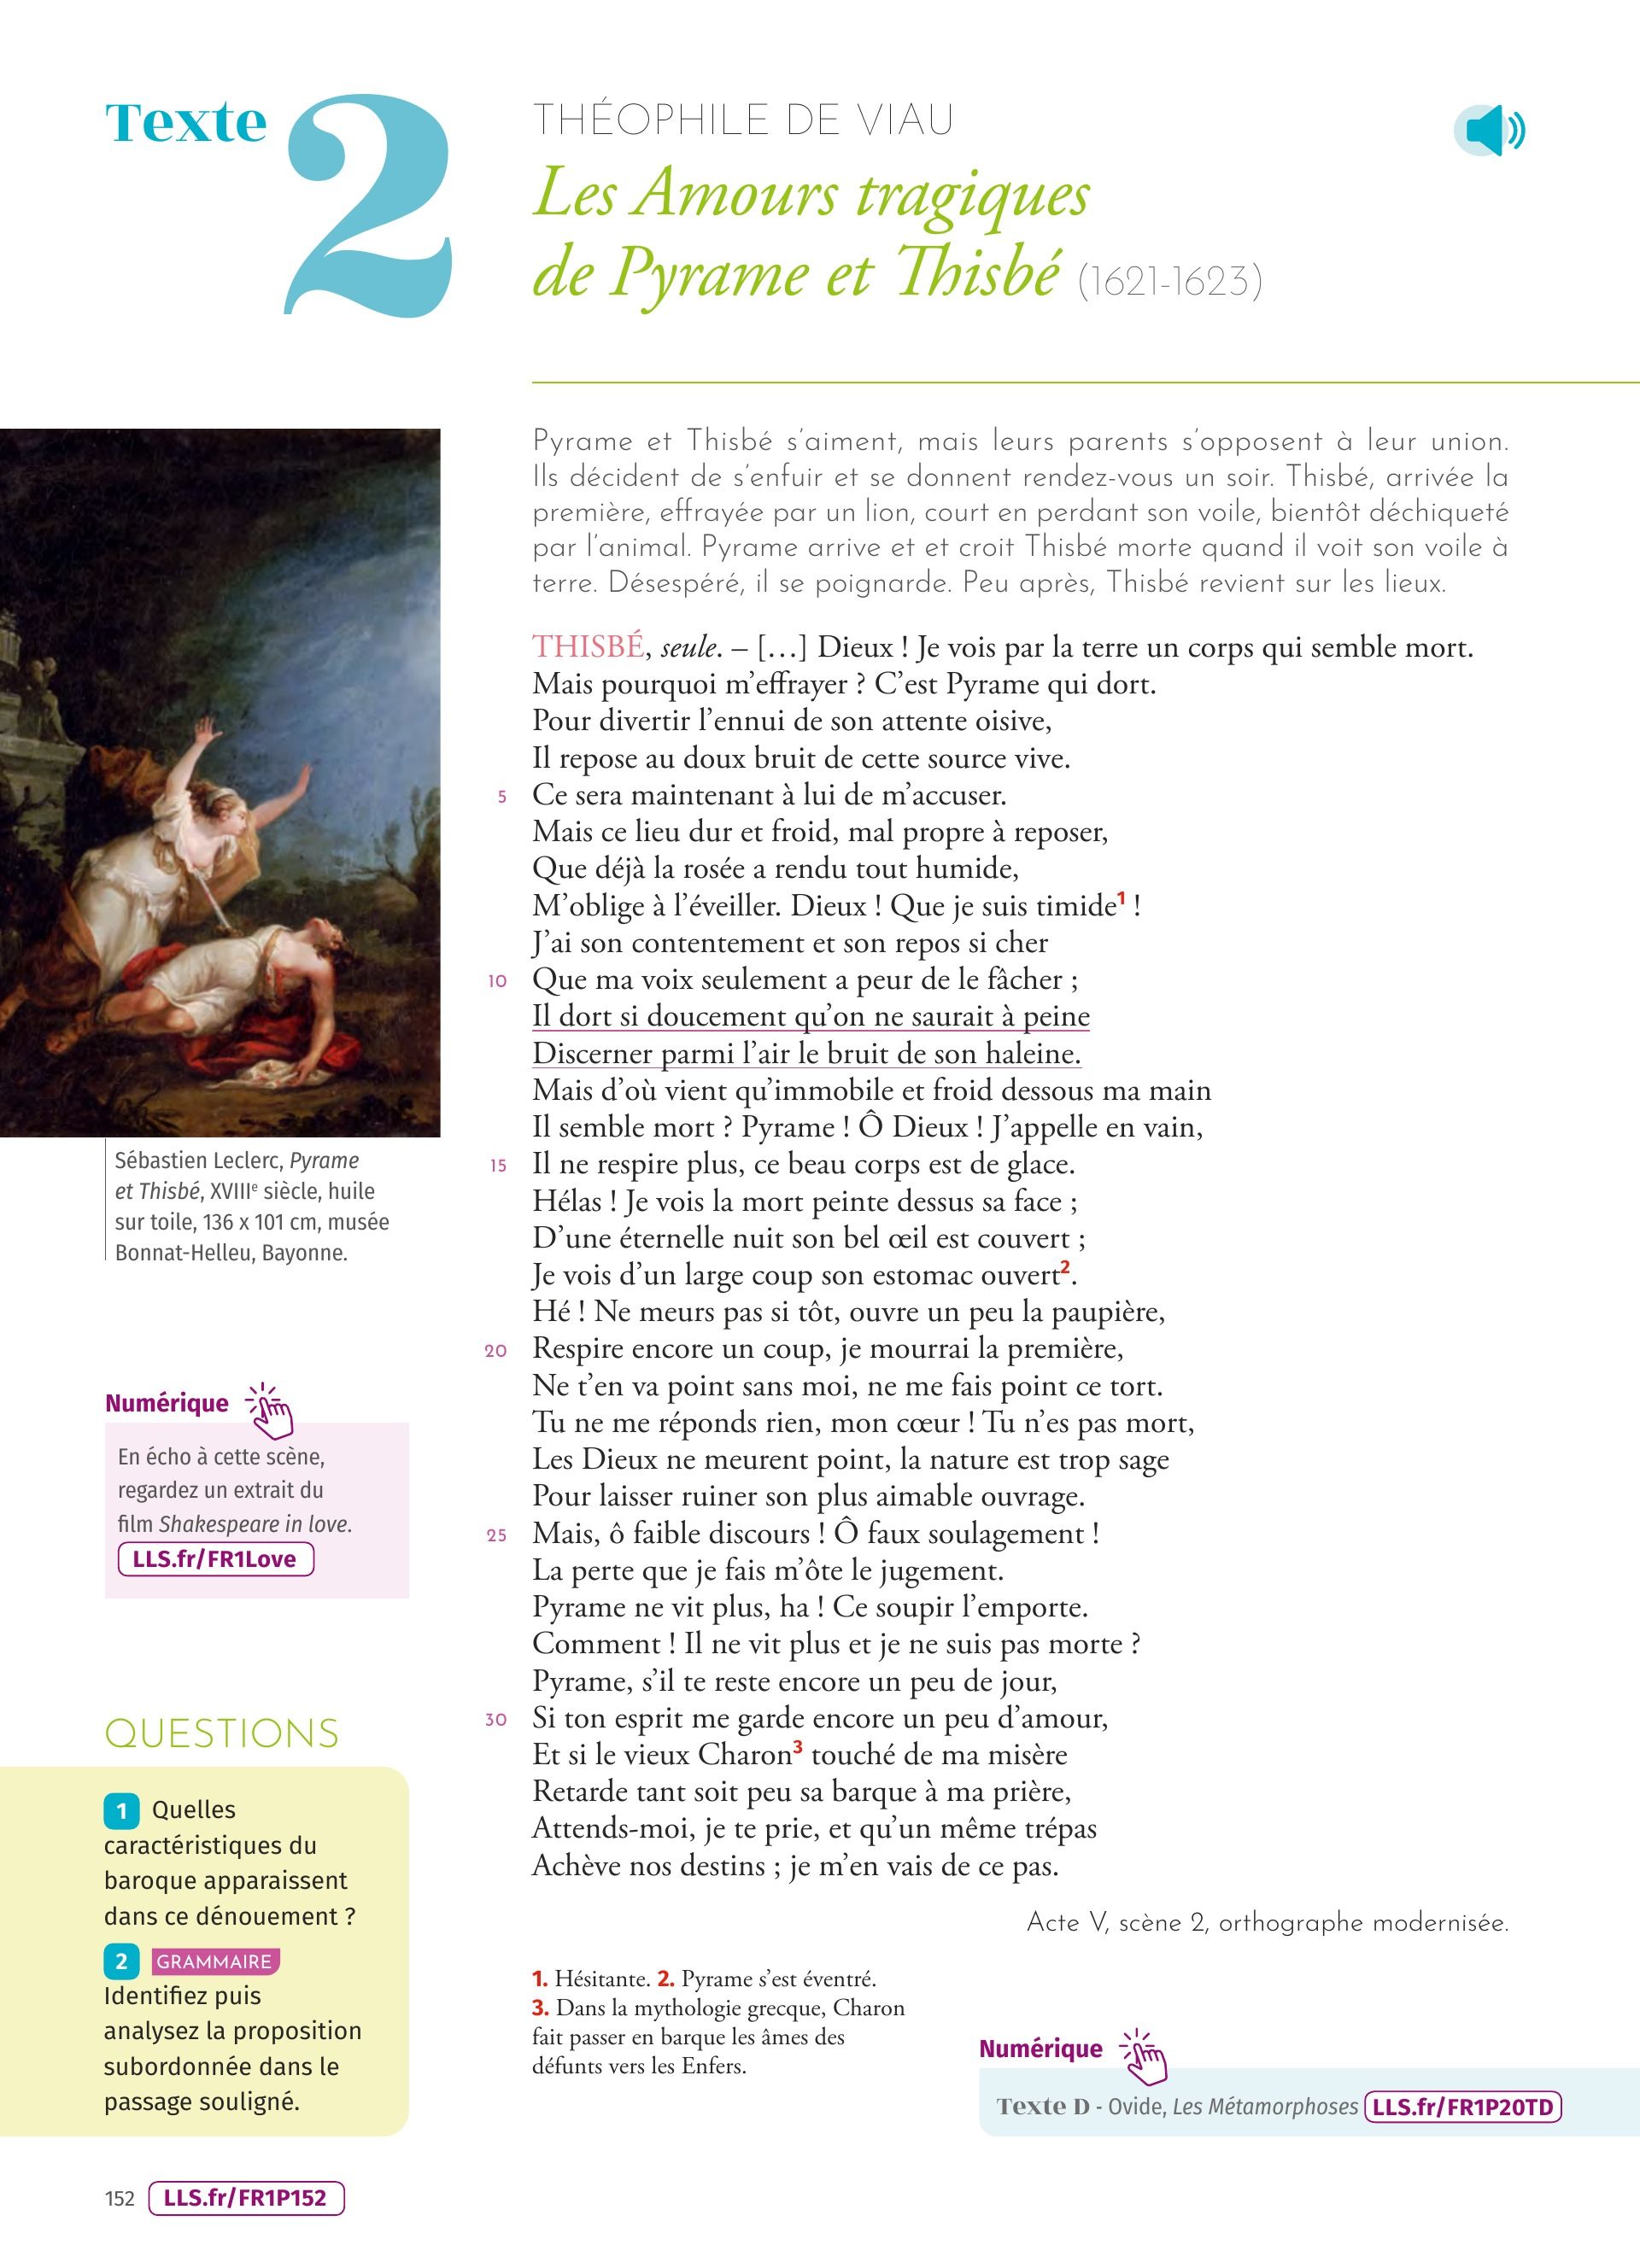 Texte 2
THÉOPHILE DE VIAU
Les Amours tragiques
de Pyrame et Thisbé (1621-1623)
Pyrame et Thisbé s'aiment, mais leurs parents s'opposent à leur union.
Ils décident de s'enfuir et se donnent rendez-vous un soir. Thisbé, arrivée la
première, effrayée par un lion, court en perdant son voile, bientôt déchiqueté
par l'animal. Pyrame arrive et et croit Thisbé morte quand il voit son voile à
terre. Désespéré, il se poignarde. Peu après, Thisbé revient sur les lieux.
THISBÉ, seule. – […] Dieux ! Je vois par la terre un corps qui semble mort.
Mais pourquoi m'effrayer ? C'est Pyrame qui dort.
Pour divertir l'ennui de son attente oisive,
Il repose au doux bruit de cette source vive.
5 Ce sera maintenant à lui de m'accuser.
Mais ce lieu dur et froid, mal propre à reposer,
Que déjà la rosée a rendu tout humide,
M'oblige à l'éveiller. Dieux ! Que je suis timide1 !
J'ai son contentement et son repos si cher
10 Que ma voix seulement a peur de le fâcher ;
Il dort si doucement qu'on ne saurait à peine
Discerner parmi l'air le bruit de son haleine.
Mais d'où vient qu'immobile et froid dessous ma main
Il semble mort ? Pyrame ! Ô Dieux ! J'appelle en vain,
15 Il ne respire plus, ce beau corps est de glace.
Hélas ! Je vois la mort peinte dessus sa face ;
D'une éternelle nuit son bel œil est couvert ;
Je vois d'un large coup son estomac ouvert2.
Hé ! Ne meurs pas si tôt, ouvre un peu la paupière,
20 Respire encore un coup, je mourrai la première,
Ne t'en va point sans moi, ne me fais point ce tort.
Tu ne me réponds rien, mon cœur ! Tu n'es pas mort,
Les Dieux ne meurent point, la nature est trop sage
Pour laisser ruiner son plus aimable ouvrage.
25 Mais, ô faible discours ! Ô faux soulagement !
La perte que je fais m'ôte le jugement.
Pyrame ne vit plus, ha ! Ce soupir l'emporte.
Comment ! Il ne vit plus et je ne suis pas morte ?
Pyrame, s'il te reste encore un peu de jour,
30 Si ton esprit me garde encore un peu d'amour,
Et si le vieux Charon3 touché de ma misère
Retarde tant soit peu sa barque à ma prière,
Attends-moi, je te prie, et qu'un même trépas
Achève nos destins ; je m'en vais de ce pas.
Acte V, scène 2, orthographe modernisée.
1. Hésitante. 2. Pyrame s'est éventré.
3. Dans la mythologie grecque, Charon
fait passer en barque les âmes des
défunts vers les Enfers.
Sébastien Leclerc, Pyrame
et Thisbé, XVIIIe siècle, huile
sur toile, 136 x 101 cm, musée
Bonnat-Helleu, Bayonne.
Numérique
En écho à cette scène,
regardez un extrait du
film Shakespeare in love.
LLS.fr/FR1Love
QUESTIONS
1 Quelles
caractéristiques du
baroque apparaissent
dans ce dénouement ?
2 GRAMMAIRE
Identifiez puis
analysez la proposition
subordonnée dans le
passage souligné.
Numérique
Texte D - Ovide, Les Métamorphoses LLS.fr/FR1P20TD
152 LLS.fr/FR1P152